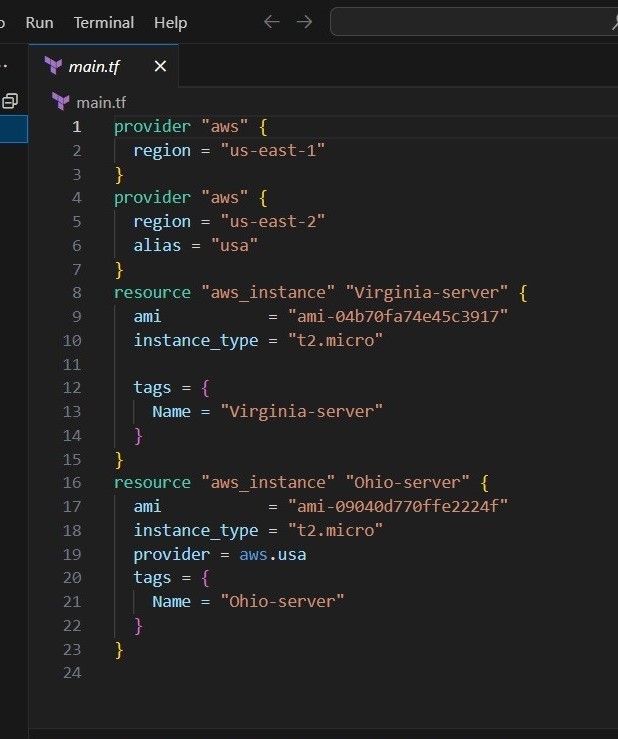 Run Terminal Help
main.tf
main.tf
1 provider "aws" {
2 region = "us-east-1"
3 }
4 provider "aws" {
5 region = "us-east-2"
6 alias = "usa"
7 }
8 resource "aws_instance" "Virginia-server" {
9 ami = "ami-04b70fa74e45c3917"
10 instance_type = "t2.micro"
11
12 tags = {
13 Name = "Virginia-server"
14 }
15 }
16 resource "aws_instance" "Ohio-server" {
17 ami = "ami-09040d770ffe2224f"
18 instance_type = "t2.micro"
19 provider = aws.usa
20 tags = {
21 Name = "Ohio-server"
22 }
23 }
24